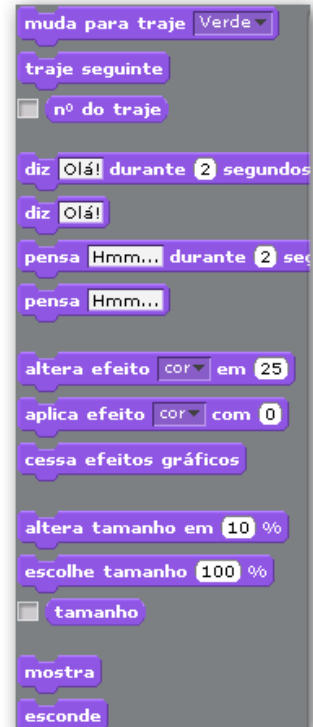 muda para traje Verde
traje seguinte
nº do traje
diz Olá! durante 2 segundos
diz Olá!
pensa Hmm... durante 2 seg
pensa Hmm...
altera efeito cor em 25
aplica efeito cor com 0
cessa efeitos gráficos
altera tamanho em 10 %
escolhe tamanho 100 %
tamanho
mostra
esconde